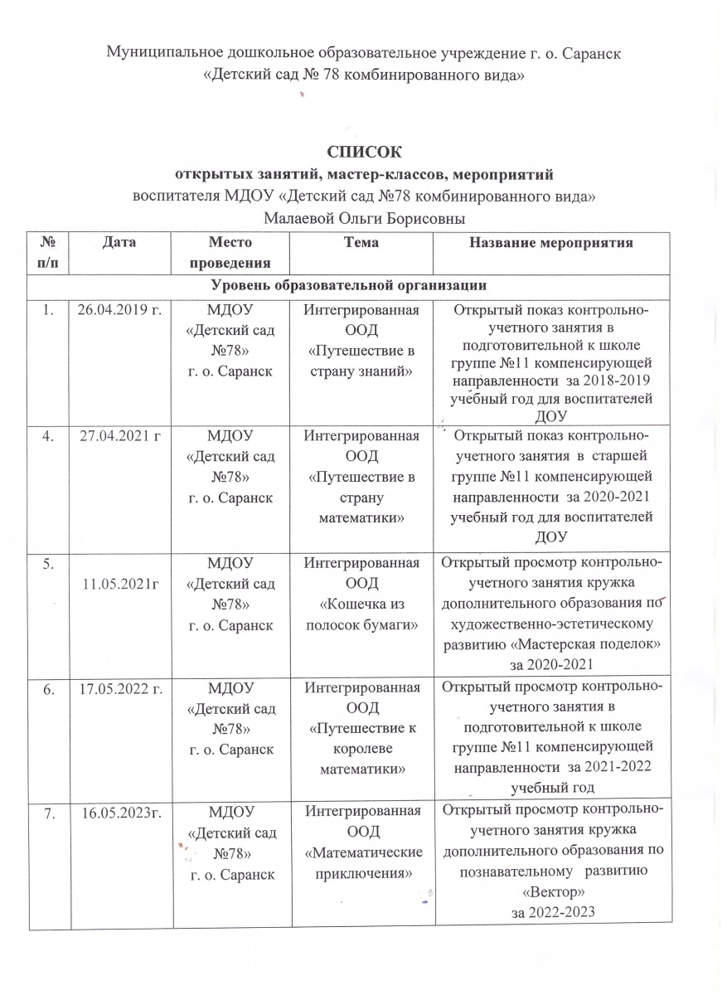 Муниципальное дошкольное образовательное учреждение г. о. Саранск
«Детский сад № 78 комбинированного вида»
СПИСОК
открытых занятий, мастер-классов, мероприятий
воспитателя МДОУ «Детский сад №78 комбинированного вида»
Малаевой Ольги Борисовны
№
п/п
Дата
Место
проведения
Тема
Название мероприятия
Уровень образовательной организации
1.
26.04.2019 г.
МДОУ
«Детский сад
№78»
г. о. Саранск
Интегрированная
ООД
«Путешествие в
страну знаний»
Открытый показ контрольно-
учетного занятия в
подготовительной к школе
группе №11 компенсирующей
направленности за 2018-2019
учебный год для воспитателей
ДОУ
4.
27.04.2021 г
МДОУ
«Детский сад
№78»
г. о. Саранск
Интегрированная
ООД
«Путешествие в
страну
математики»
Открытый показ контрольно-
учетного занятия в старшей
группе №11 компенсирующей
направленности за 2020-2021
учебный год для воспитателей
ДОУ
5.
11.05.2021г
МДОУ
«Детский сад
№78»
г. о. Саранск
Интегрированная
ООД
«Кошечка из
полосок бумаги»
Открытый просмотр контрольно-
учетного занятия кружка
дополнительного образования по
художественно-эстетическому
развитию «Мастерская поделок»
за 2020-2021
6.
17.05.2022 г.
МДОУ
«Детский сад
№78»
г. о. Саранск
Интегрированная
ООД
«Путешествие к
королеве
математики»
Открытый просмотр контрольно-
учетного занятия в
подготовительной к школе
группе №11 компенсирующей
направленности за 2021-2022
учебный год
7.
16.05.2023г.
МДОУ
«Детский сад
№78»
г. о. Саранск
Интегрированная
ООД
«Математические
приключения»
Открытый просмотр контрольно-
учетного занятия кружка
дополнительного образования по
познавательному развитию
«Вектор»
за 2022-2023